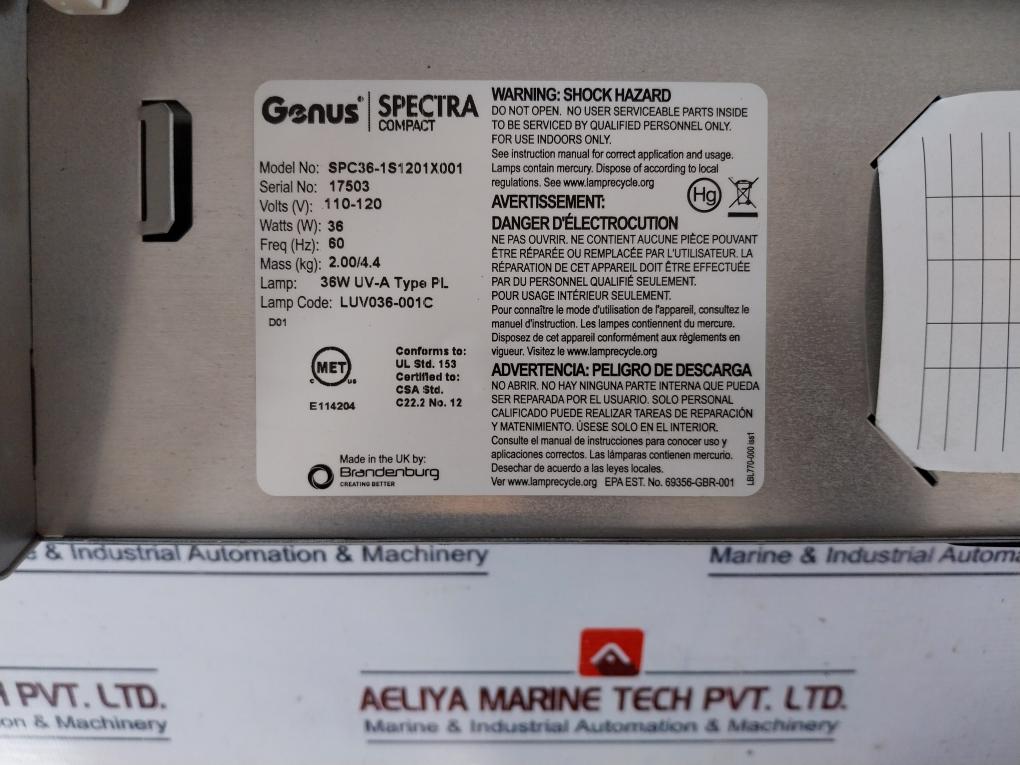 Genus® SPECTRA
COMPACT
Model No: SPC36-1S1201X001
Serial No: 17503
Volts (V): 110-120
Watts (W): 36
Freq (Hz): 60
Mass (kg): 2.00/4.4
Lamp: 36W UV-A Type PL
Lamp Code: LUV036-001C
D01
MET
C US
E114204
Conforms to:
UL Std. 153
Certified to:
CSA Std.
C22.2 No. 12
Made in the UK by:
Brandenburg
CREATING BETTER
WARNING: SHOCK HAZARD
DO NOT OPEN. NO USER SERVICEABLE PARTS INSIDE
TO BE SERVICED BY QUALIFIED PERSONNEL ONLY.
FOR USE INDOORS ONLY.
See instruction manual for correct application and usage.
Lamps contain mercury. Dispose of according to local
regulations. See www.lamprecycle.org
Hg
AVERTISSEMENT:
DANGER D'ÉLECTROCUTION
NE PAS OUVRIR. NE CONTIENT AUCUNE PIÈCE POUVANT
ÊTRE RÉPARÉE OU REMPLACÉE PAR L'UTILISATEUR. LA
RÉPARATION DE CET APPAREIL DOIT ÊTRE EFFECTUÉE
PAR DU PERSONNEL QUALIFIÉ SEULEMENT.
POUR USAGE INTÉRIEUR SEULEMENT.
Pour connaître le mode d'utilisation de l'appareil, consultez le
manuel d'instruction. Les lampes contiennent du mercure.
Disposez de cet appareil conformément aux règlements en
vigueur. Visitez le www.lamprecycle.org
ADVERTENCIA: PELIGRO DE DESCARGA
NO ABRIR. NO HAY NINGUNA PARTE INTERNA QUE PUEDA
SER REPARADA POR EL USUARIO. SOLO PERSONAL
CALIFICADO PUEDE REALIZAR TAREAS DE REPARACIÓN
Y MATENIMIENTO. ÚSESE SOLO EN EL INTERIOR.
Consulte el manual de instrucciones para conocer uso y
aplicaciones correctos. Las lámparas contienen mercurio.
Desechar de acuerdo a las leyes locales.
Ver www.lamprecycle.org EPA EST. No. 69356-GBR-001
LBL770-000 iss1
e & Industrial Automation & Machinery
Marine & Industrial Automa
H PVT. LTD.
on & Machinery
AELIYA MARINE TECH PVT. LTD.
Marine & Industrial Automation & Machinery